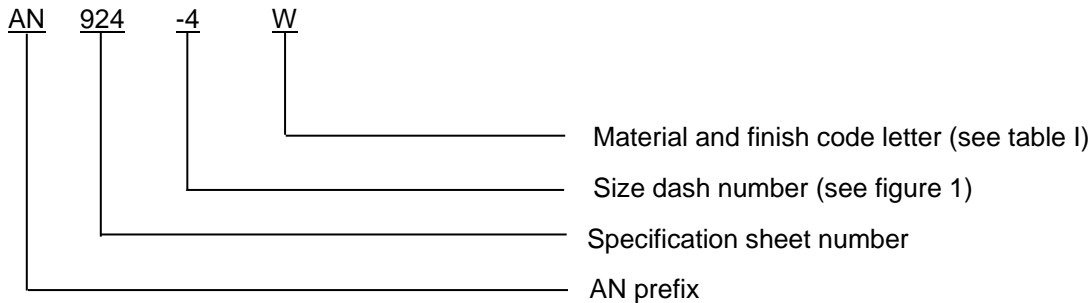 AN 924 -4 W
Material and finish code letter (see table I)
Size dash number (see figure 1)
Specification sheet number
AN prefix